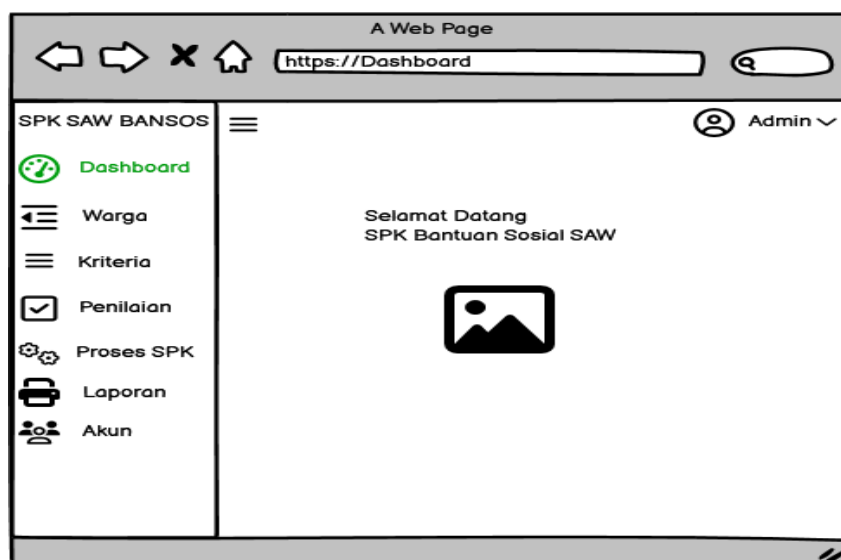 A Web Page
https://Dashboard
SPK SAW BANSOS
Admin
Dashboard
Warga
Kriteria
Penilaian
Proses SPK
Laporan
Akun
Selamat Datang
SPK Bantuan Sosial SAW